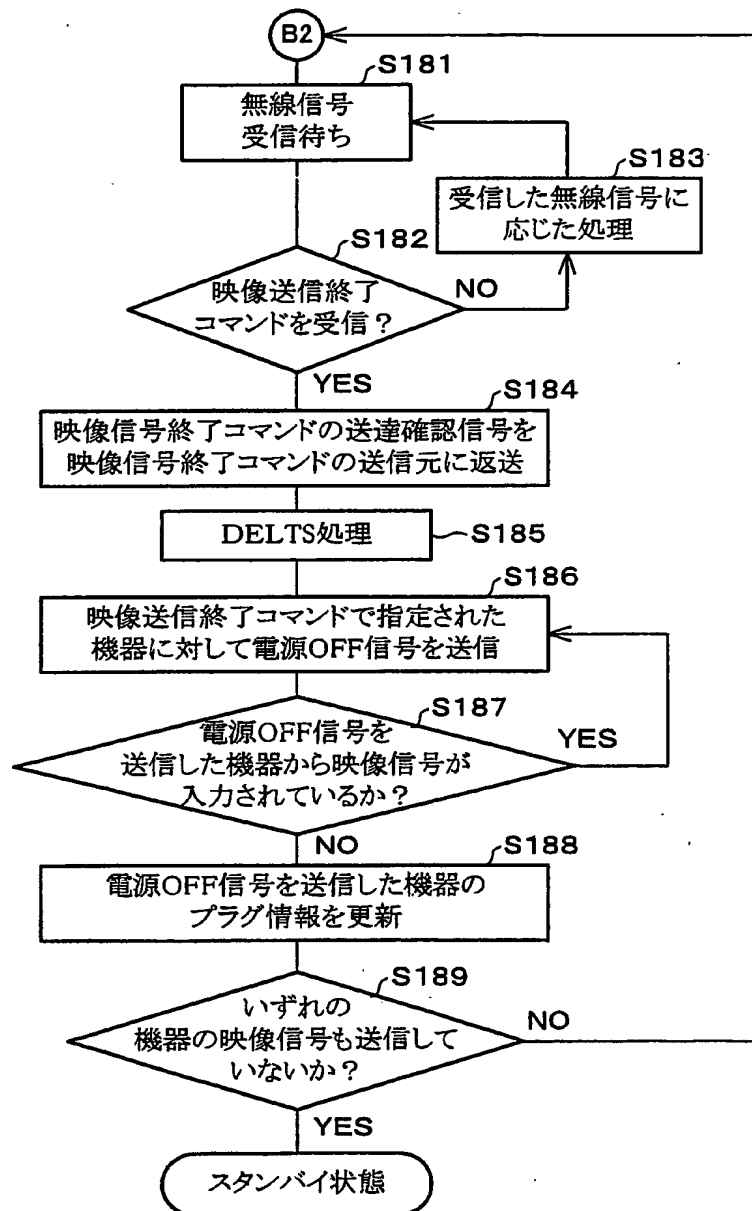 B2
S181
無線信号
受信待ち
S183
受信した無線信号に
応じた処理
S182
映像送信終了
コマンドを受信？
NO
YES
S184
映像信号終了コマンドの送達確認信号を
映像信号終了コマンドの送信元に返送
DELTS処理
S185
S186
映像送信終了コマンドで指定された
機器に対して電源OFF信号を送信
S187
電源OFF信号を
送信した機器から映像信号が
入力されているか？
YES
NO
S188
電源OFF信号を送信した機器の
プラグ情報を更新
S189
いずれの
機器の映像信号も送信して
いないか？
NO
YES
スタンバイ状態